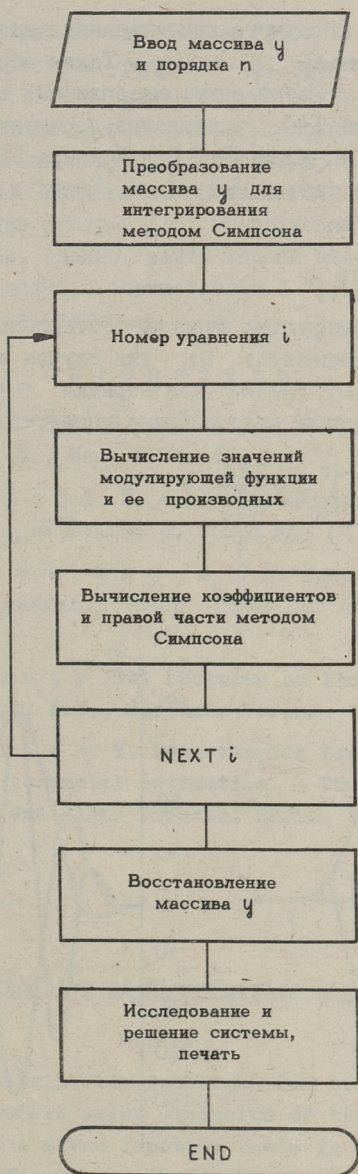 Ввод массива y
и порядка n
Преобразование
массива y для
интегрирования
методом Симпсона
Номер уравнения i
Вычисление значений
модулирующей функции
и ее производных
Вычисление коэффициентов
и правой части методом
Симпсона
NEXT i
Восстановление
массива y
Исследование и
решение системы,
печать
END